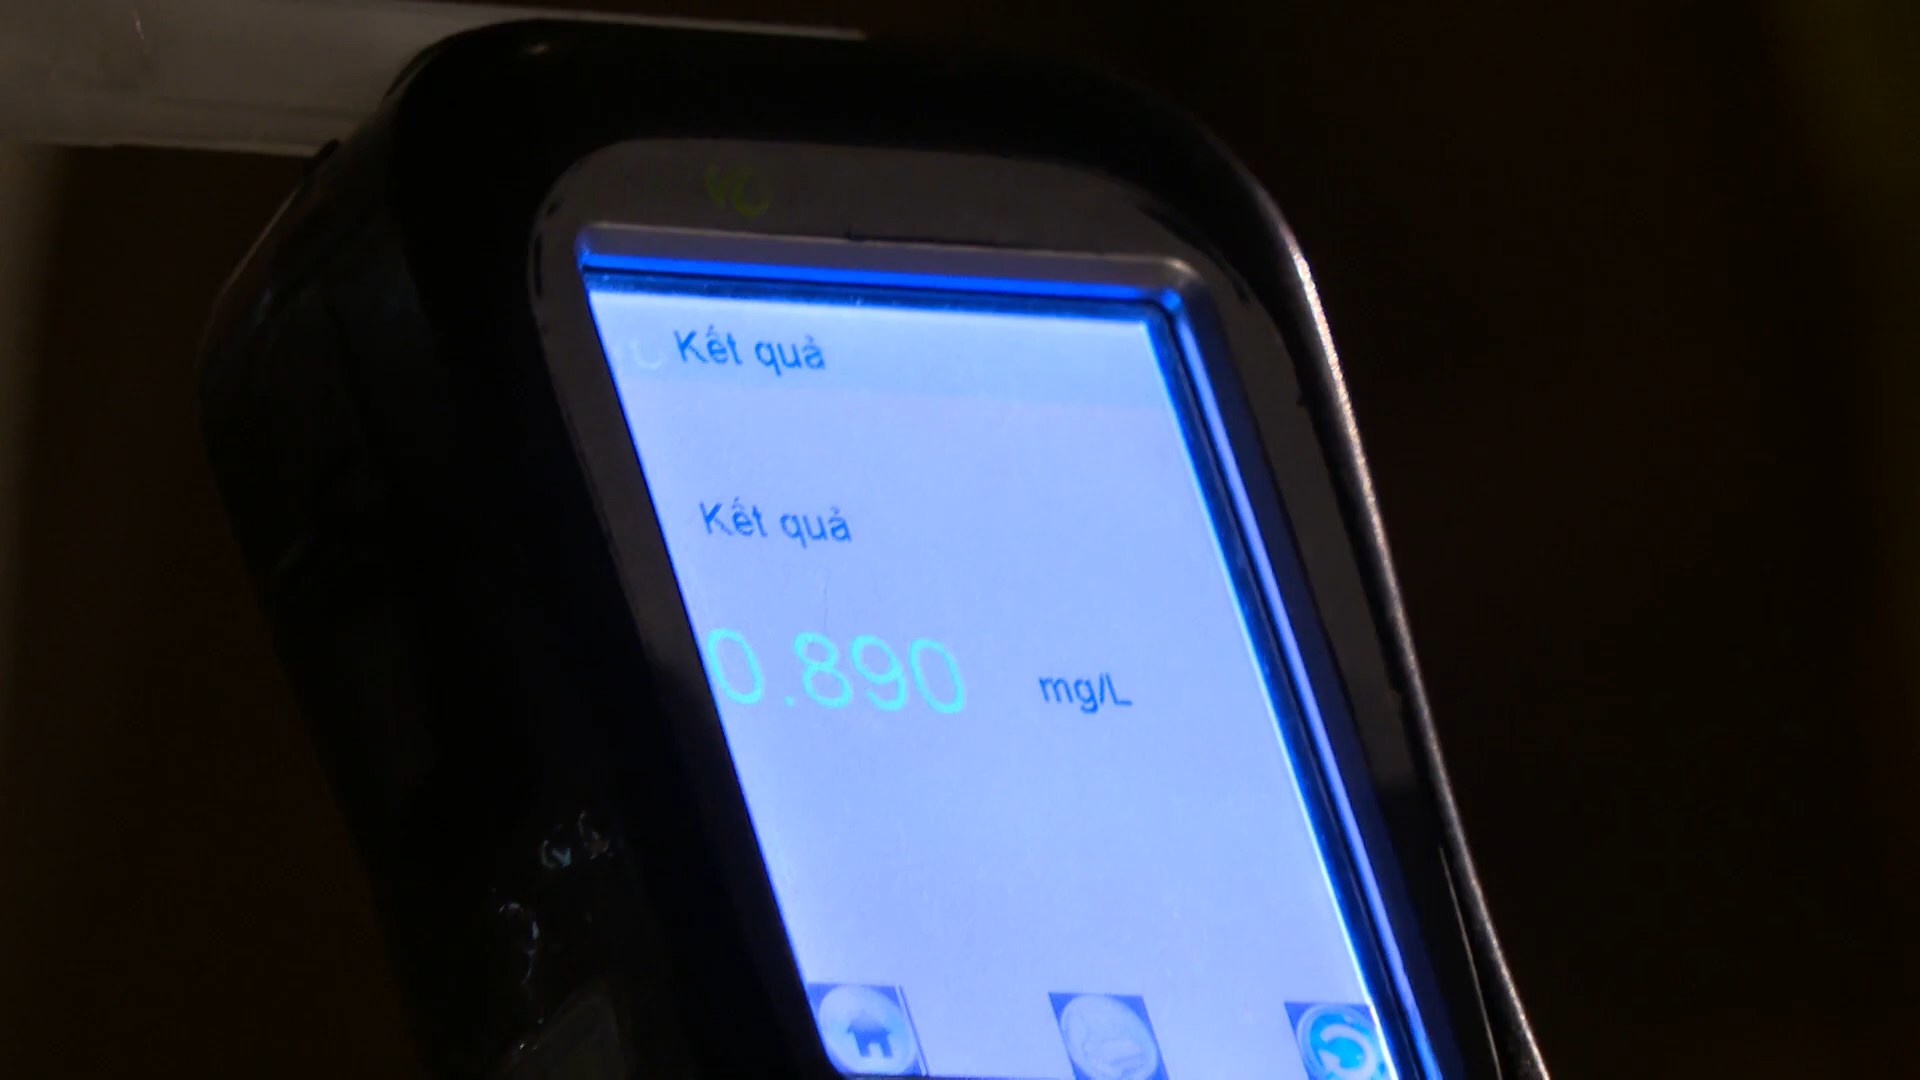 Kết quả
Kết quả
0.890 mg/L